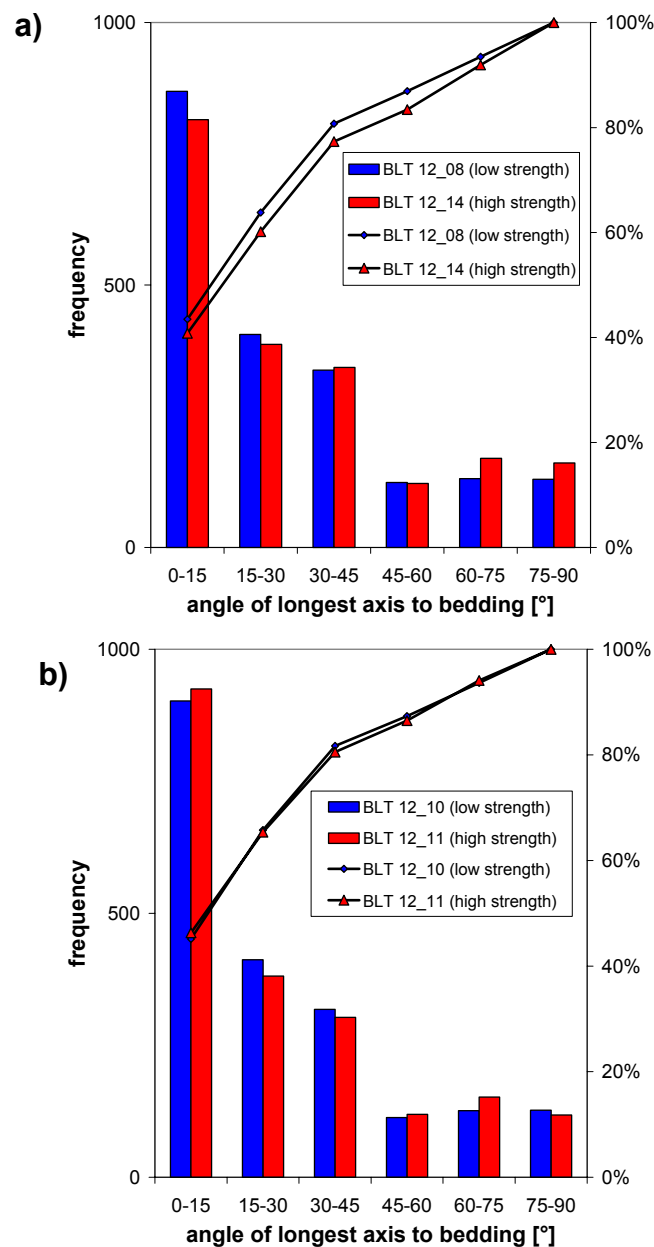 a)
1000
100%
80%
BLT 12_08 (low strength)
BLT 12_14 (high strength)
BLT 12_08 (low strength)
BLT 12_14 (high strength)
60%
500
frequency
40%
20%
0
0%
0-15 15-30 30-45 45-60 60-75 75-90
angle of longest axis to bedding [°]
b)
1000
100%
80%
BLT 12_10 (low strength)
BLT 12_11 (high strength)
BLT 12_10 (low strength)
BLT 12_11 (high strength)
60%
500
frequency
40%
20%
0
0%
0-15 15-30 30-45 45-60 60-75 75-90
angle of longest axis to bedding [°]